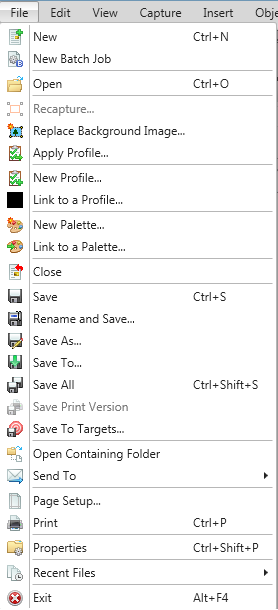 File Edit View Capture Insert Obje
New Ctrl+N
New Batch Job
Open Ctrl+O
Recapture...
Replace Background Image...
Apply Profile...
New Profile...
Link to a Profile...
New Palette...
Link to a Palette...
Close
Save Ctrl+S
Rename and Save...
Save As...
Save To...
Save All Ctrl+Shift+S
Save Print Version
Save To Targets...
Open Containing Folder
Send To
Page Setup...
Print Ctrl+P
Properties Ctrl+Shift+P
Recent Files
Exit Alt+F4